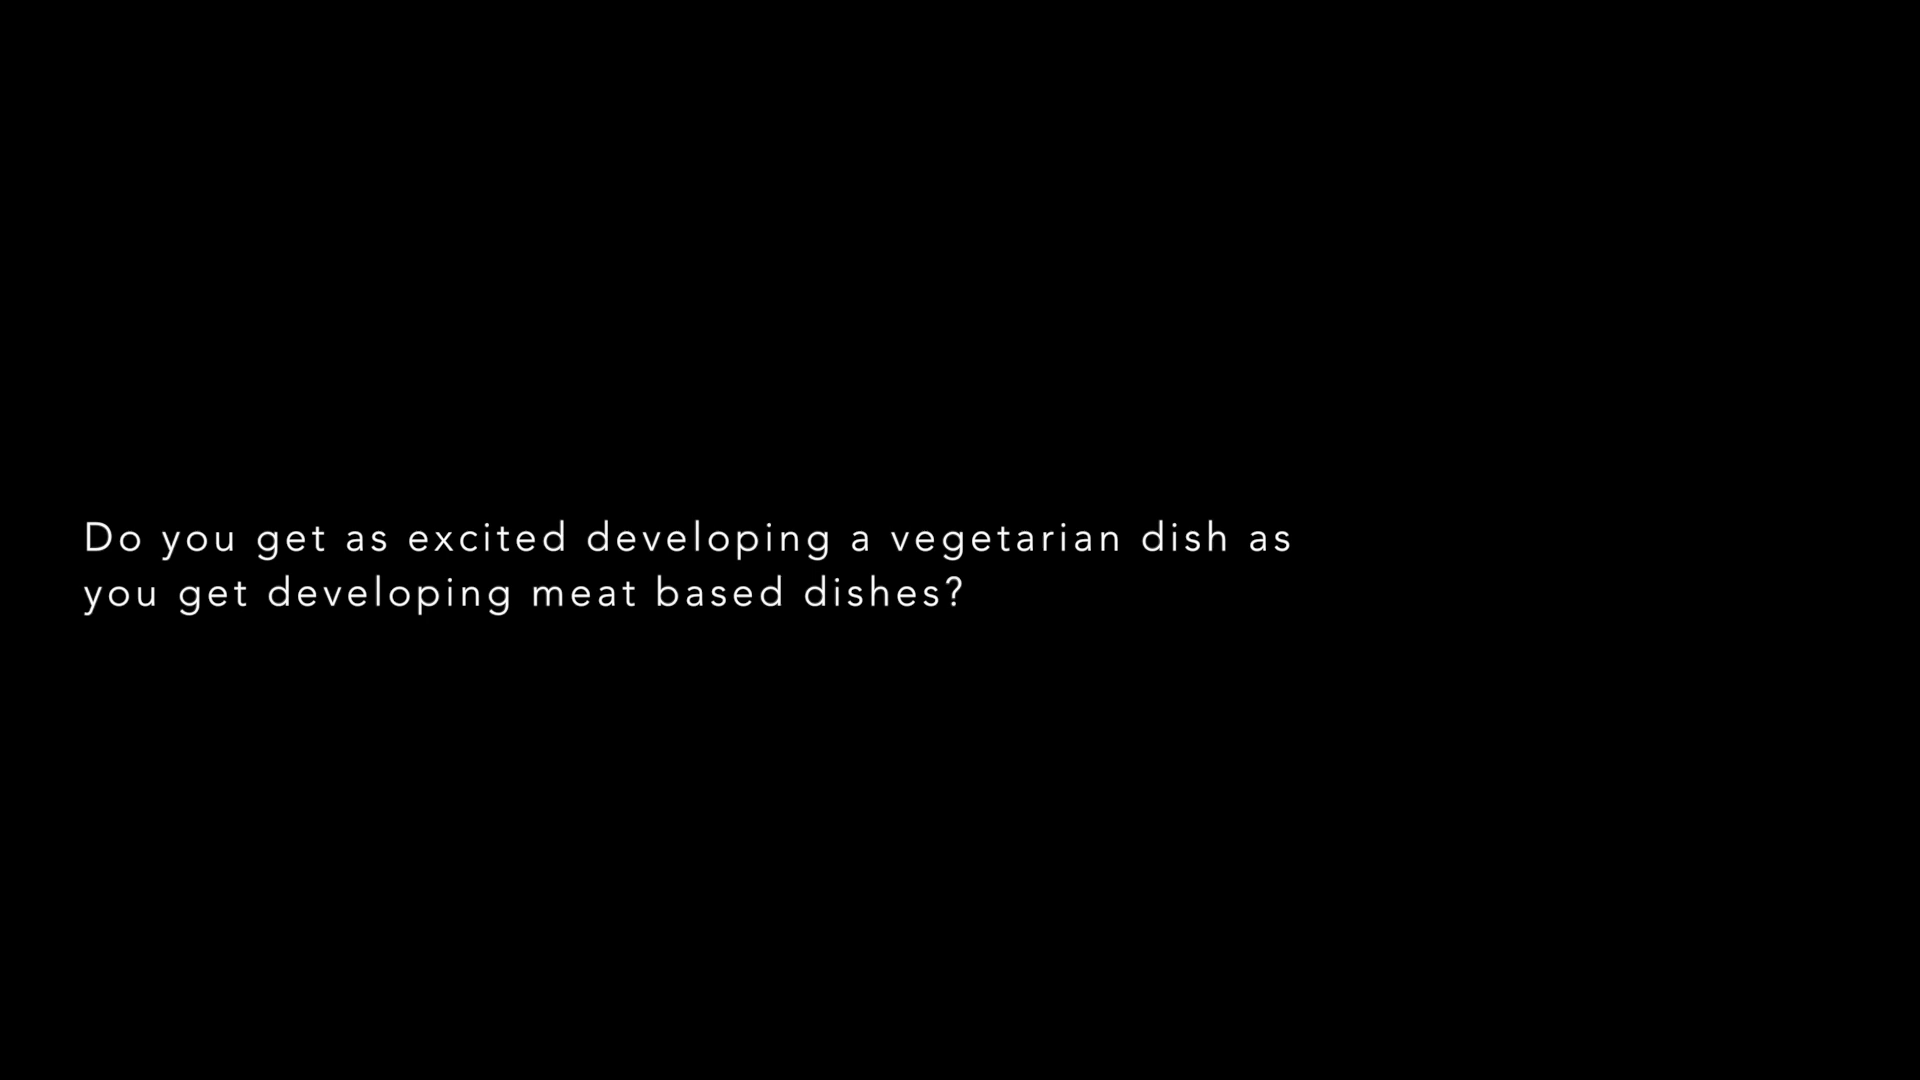 Do you get as excited developing a vegetarian dish as
you get developing meat based dishes?